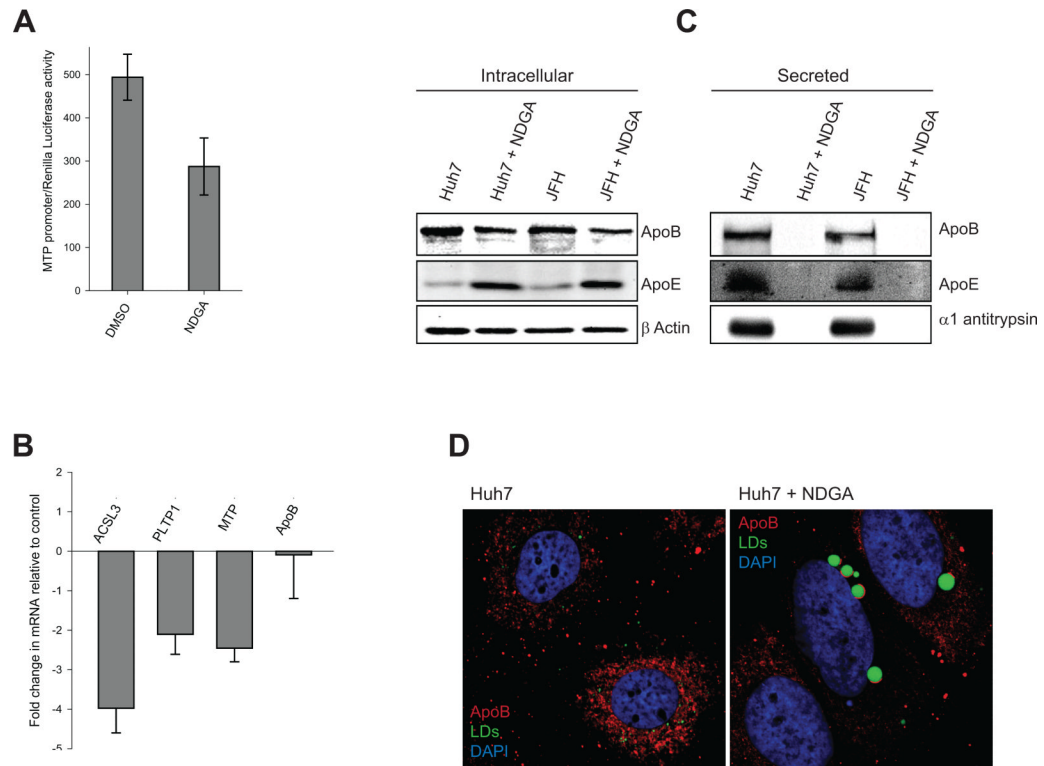 A
MTP promoter/Renilla Luciferase activity
500
400
300
200
100
0
DMSO
NDGA
C
Intracellular
Secreted
Huh7
Huh7 + NDGA
JFH
JFH + NDGA
Huh7
Huh7 + NDGA
JFH
JFH + NDGA
ApoB
ApoE
β Actin
ApoB
ApoE
α1 antitrypsin
B
Fold change in mRNA relative to control
2
1
0
-1
-2
-3
-4
-5
ACSL3
PLTP1
MTP
ApoB
D
Huh7
ApoB
LDs
DAPI
Huh7 + NDGA
ApoB
LDs
DAPI